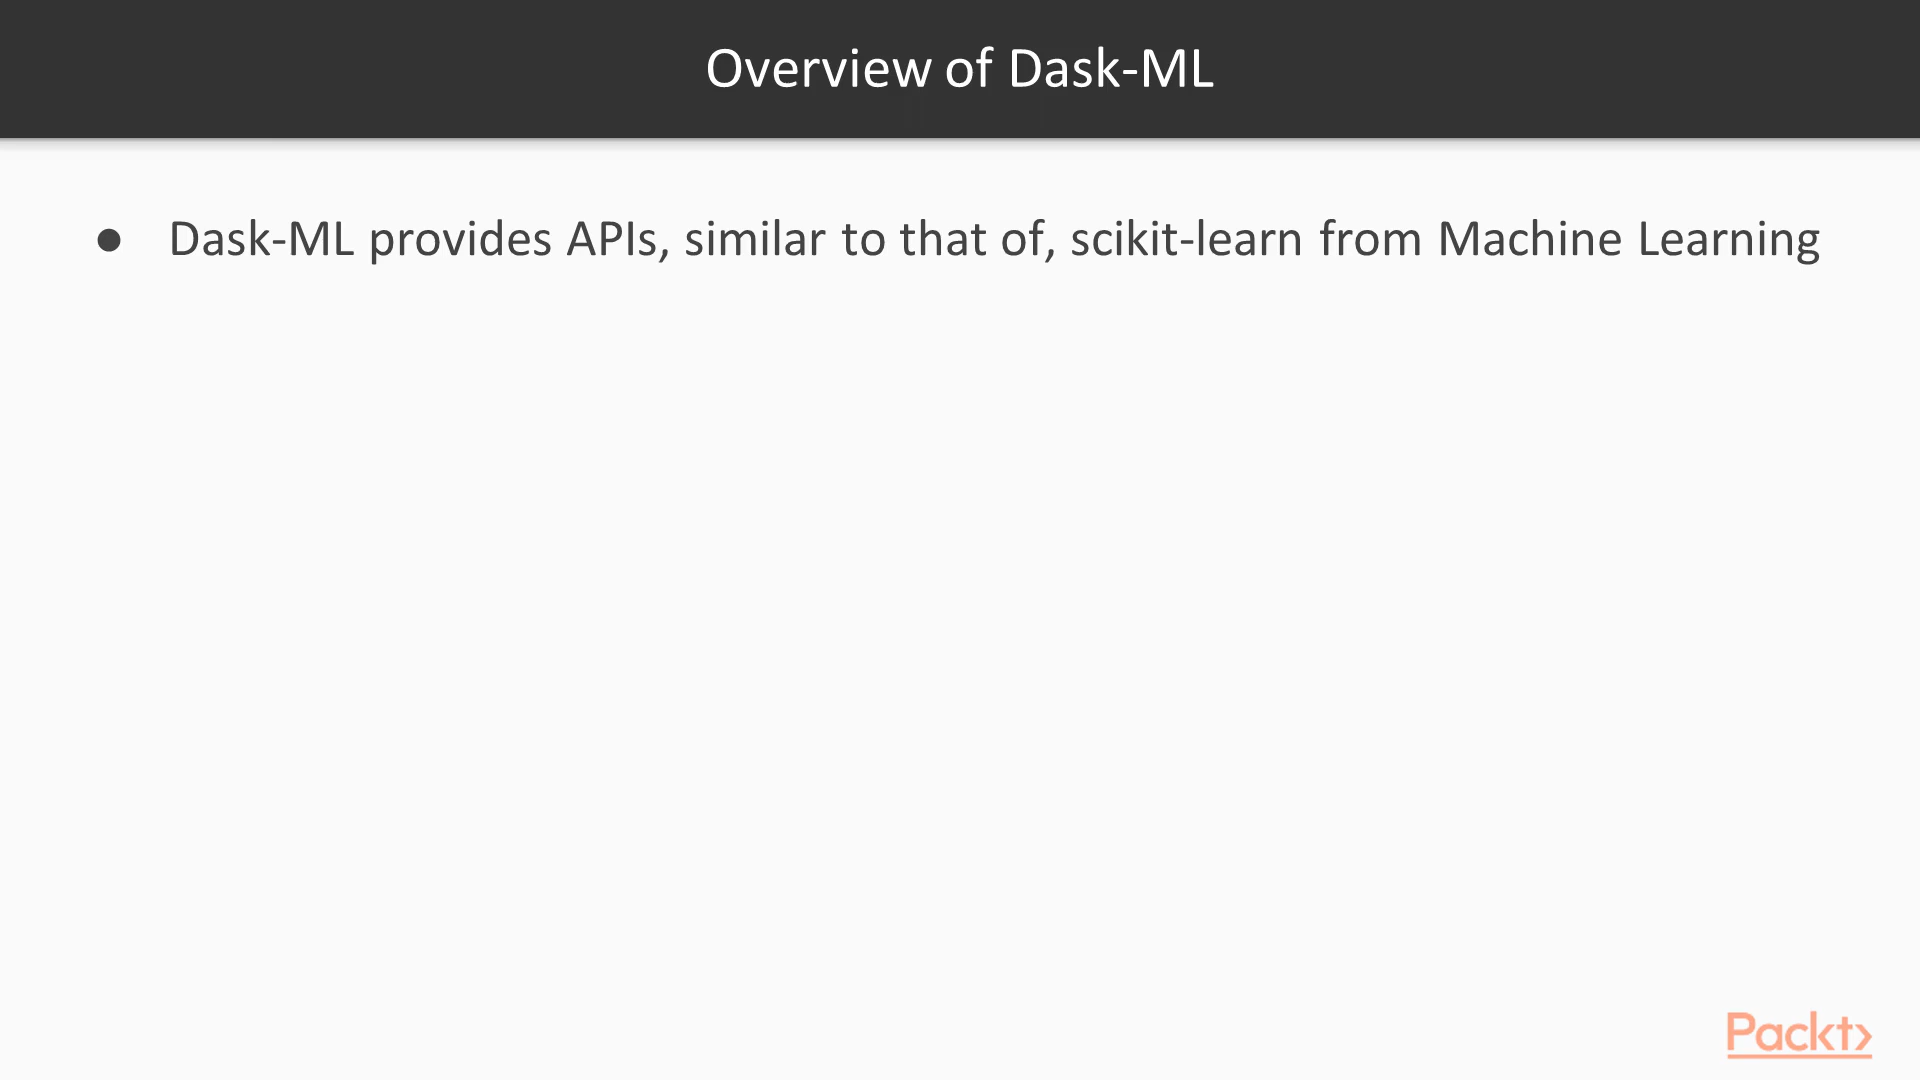 Overview of Dask-ML
● Dask-ML provides APIs, similar to that of, scikit-learn from Machine Learning
Packt>